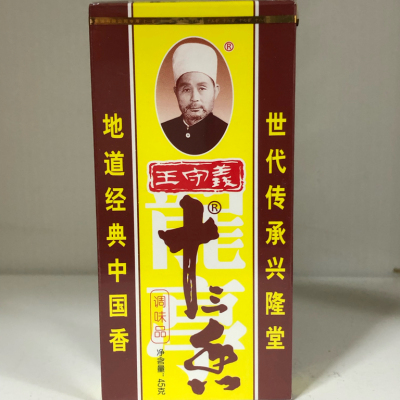 ®
王守義
®
十三香
调味品
净含量:45克
地道经典中国香
世代传承兴隆堂